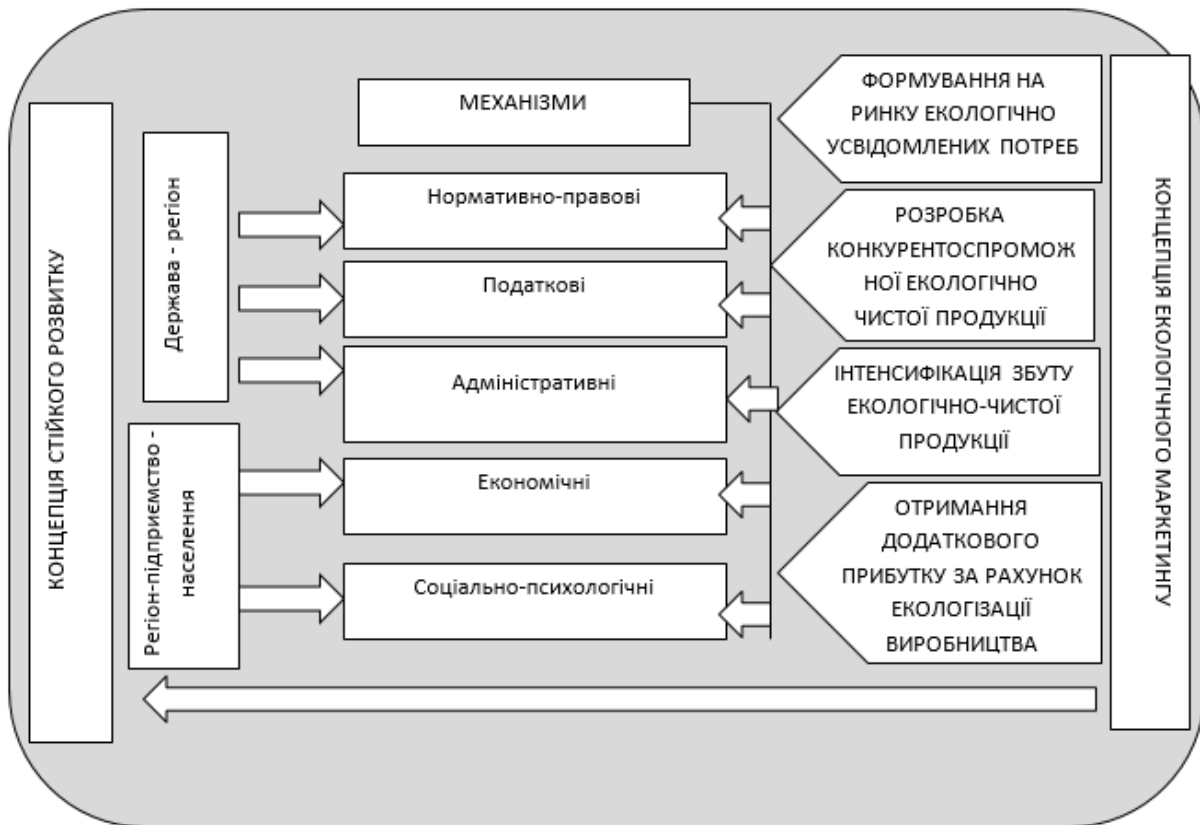 КОНЦЕПЦІЯ СТІЙКОГО РОЗВИТКУ
Держава - регіон
Регіон-підприємство -
населення
МЕХАНІЗМИ
Нормативно-правові
Податкові
Адміністративні
Економічні
Соціально-психологічні
ФОРМУВАННЯ НА
РИНКУ ЕКОЛОГІЧНО
УСВІДОМЛЕНИХ ПОТРЕБ
РОЗРОБКА
КОНКУРЕНТОСПРОМОЖ
НОЇ ЕКОЛОГІЧНО
ЧИСТОЇ ПРОДУКЦІЇ
ІНТЕНСИФІКАЦІЯ ЗБУТУ
ЕКОЛОГІЧНО-ЧИСТОЇ
ПРОДУКЦІЇ
ОТРИМАННЯ
ДОДАТКОВОГО
ПРИБУТКУ ЗА РАХУНОК
ЕКОЛОГІЗАЦІЇ
ВИРОБНИЦТВА
КОНЦЕПЦІЯ ЕКОЛОГІЧНОГО МАРКЕТИНГУ